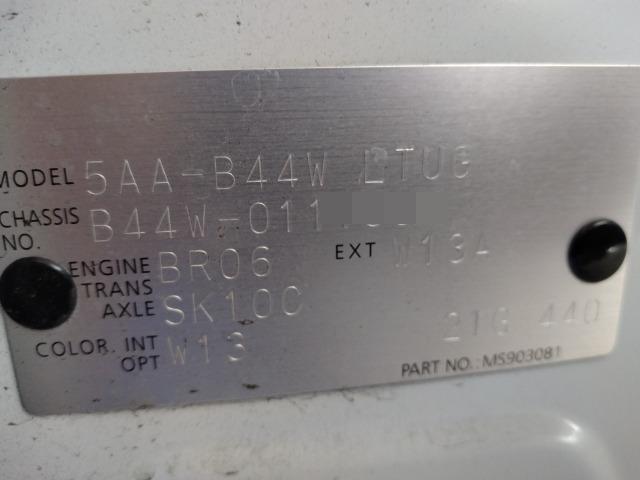 MODEL 5AA-B44W LTUG
CHASSIS NO. B44W-011
ENGINE BR06 EXT W13A
TRANS AXLE SK10C
COLOR. INT OPT W13
21G 440
PART NO.: MS903081